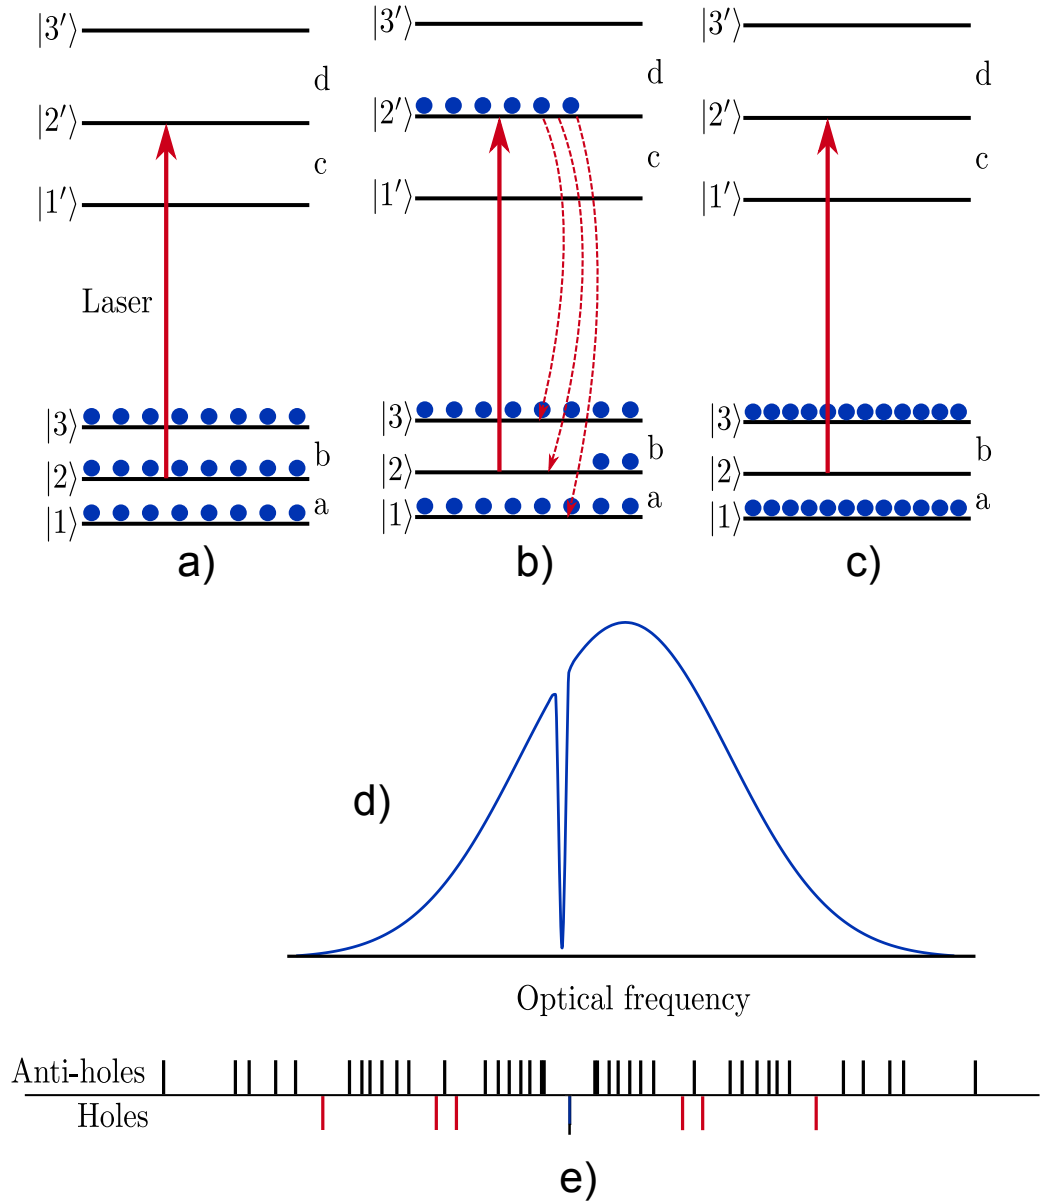 |3′⟩ |3′⟩ |3′⟩
d d d
|2′⟩ |2′⟩ |2′⟩
c c c
|1′⟩ |1′⟩ |1′⟩
Laser
|3⟩ |3⟩ |3⟩
b b b
|2⟩ |2⟩ |2⟩
a a a
|1⟩ |1⟩ |1⟩
a) b) c)
d)
Optical frequency
Anti-holes
Holes
e)